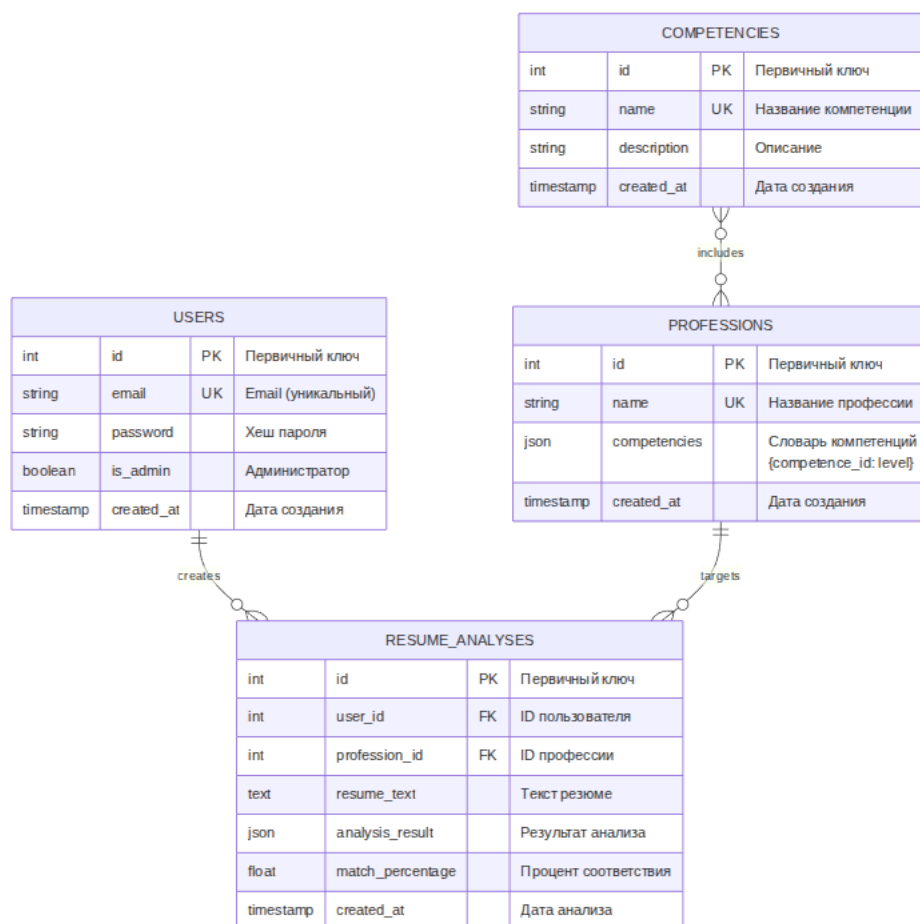 COMPETENCIES
int id PK Первичный ключ
string name UK Название компетенции
string description Описание
timestamp created_at Дата создания
includes
USERS
int id PK Первичный ключ
string email UK Email (уникальный)
string password Хеш пароля
boolean is_admin Администратор
timestamp created_at Дата создания
PROFESSIONS
int id PK Первичный ключ
string name UK Название профессии
json competencies Словарь компетенций
{competence_id: level}
timestamp created_at Дата создания
creates
targets
RESUME_ANALYSES
int id PK Первичный ключ
int user_id FK ID пользователя
int profession_id FK ID профессии
text resume_text Текст резюме
json analysis_result Результат анализа
float match_percentage Процент соответствия
timestamp created_at Дата анализа